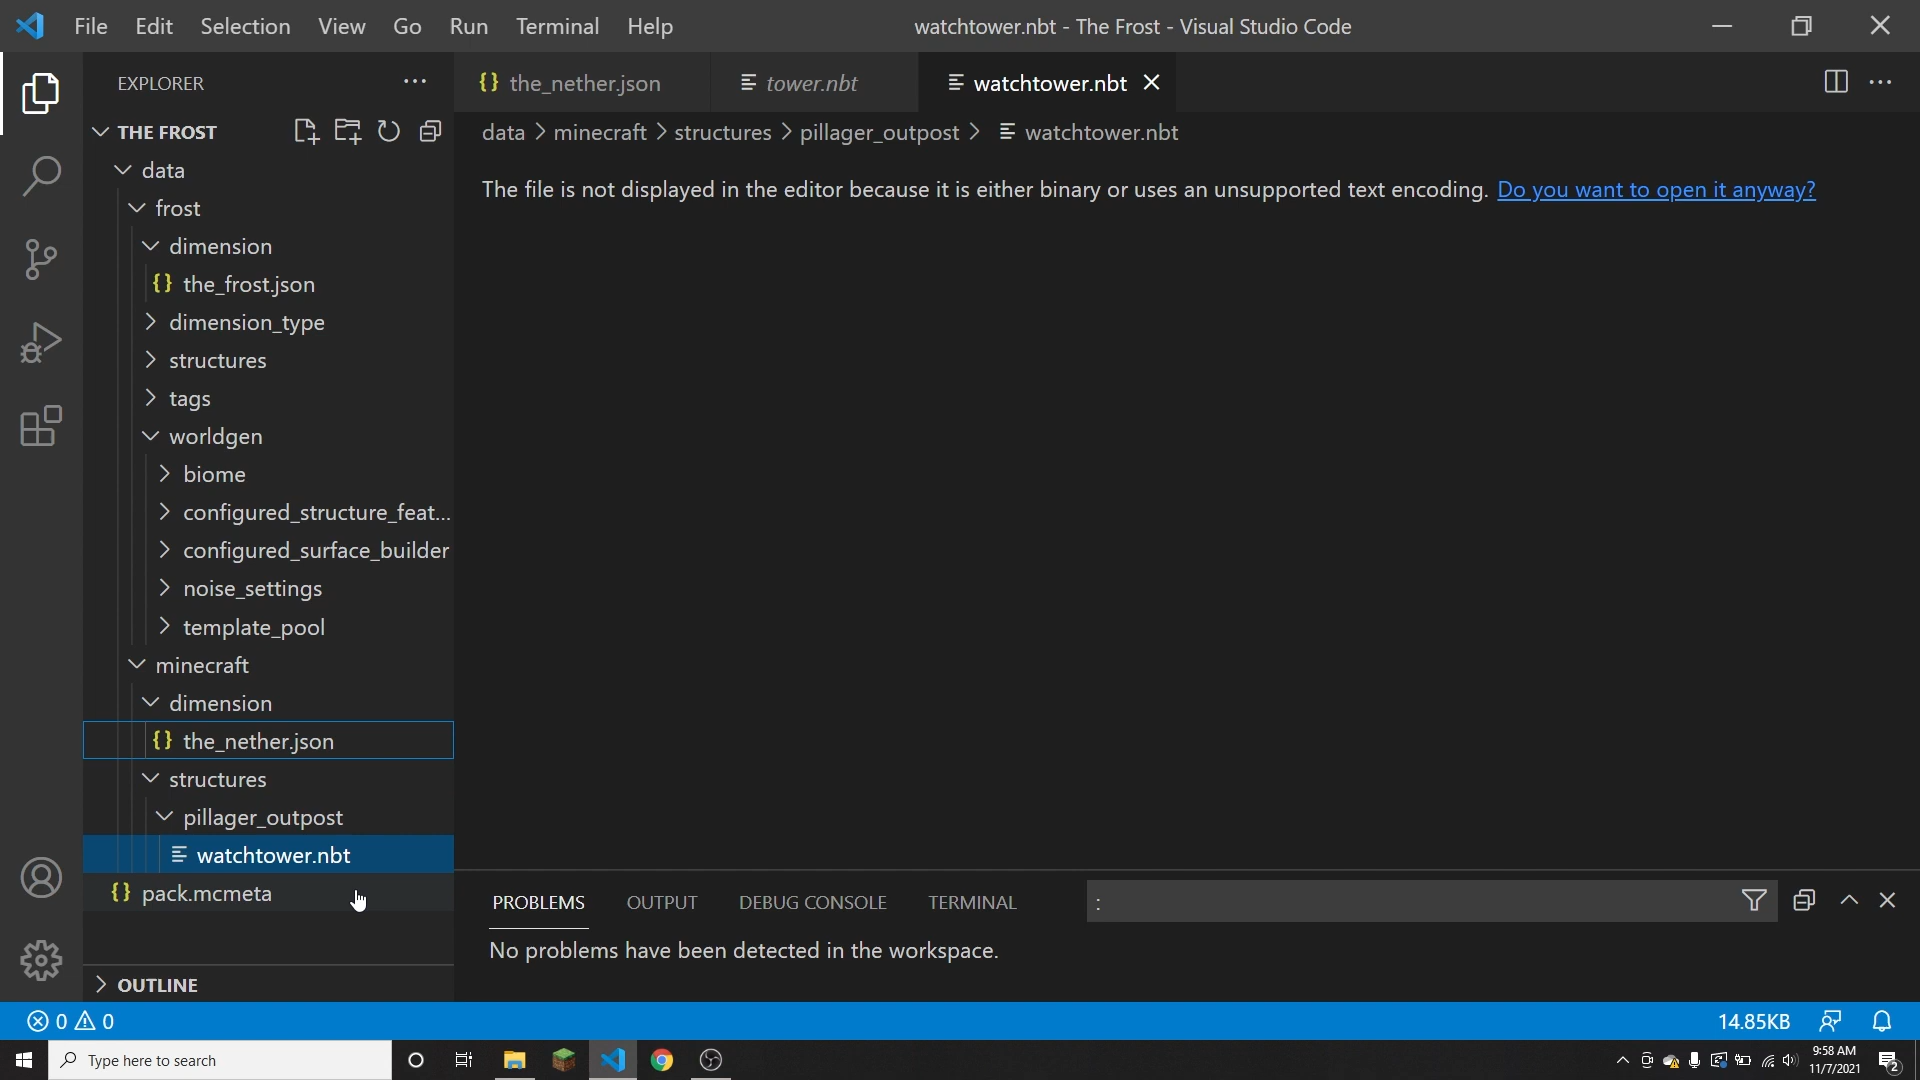 File Edit Selection View Go Run Terminal Help
watchtower.nbt - The Frost - Visual Studio Code
EXPLORER
THE FROST
data
frost
dimension
the_frost.json
dimension_type
structures
tags
worldgen
biome
configured_structure_feat...
configured_surface_builder
noise_settings
template_pool
minecraft
dimension
the_nether.json
structures
pillager_outpost
watchtower.nbt
pack.mcmeta
OUTLINE
the_nether.json tower.nbt watchtower.nbt
data > minecraft > structures > pillager_outpost > watchtower.nbt
The file is not displayed in the editor because it is either binary or uses an unsupported text encoding. Do you want to open it anyway?
PROBLEMS OUTPUT DEBUG CONSOLE TERMINAL
:
No problems have been detected in the workspace.
0 0
14.85KB
Type here to search
9:58 AM
11/7/2021
2